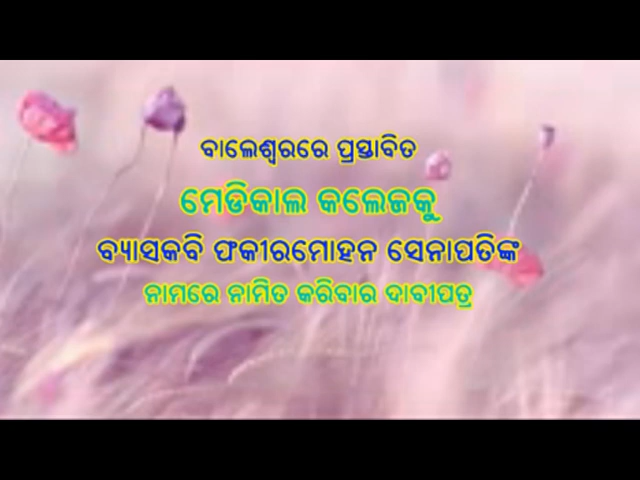 ବାଲେଶ୍ୱରରେ ପ୍ରସ୍ତାବିତ
ମେଡିକାଲ କଲେଜକୁ
ବ୍ୟାସକବି ଫକୀରମୋହନ ସେନାପତିଙ୍କ
ନାମରେ ନାମିତ କରିବାର ଦାବୀପତ୍ର